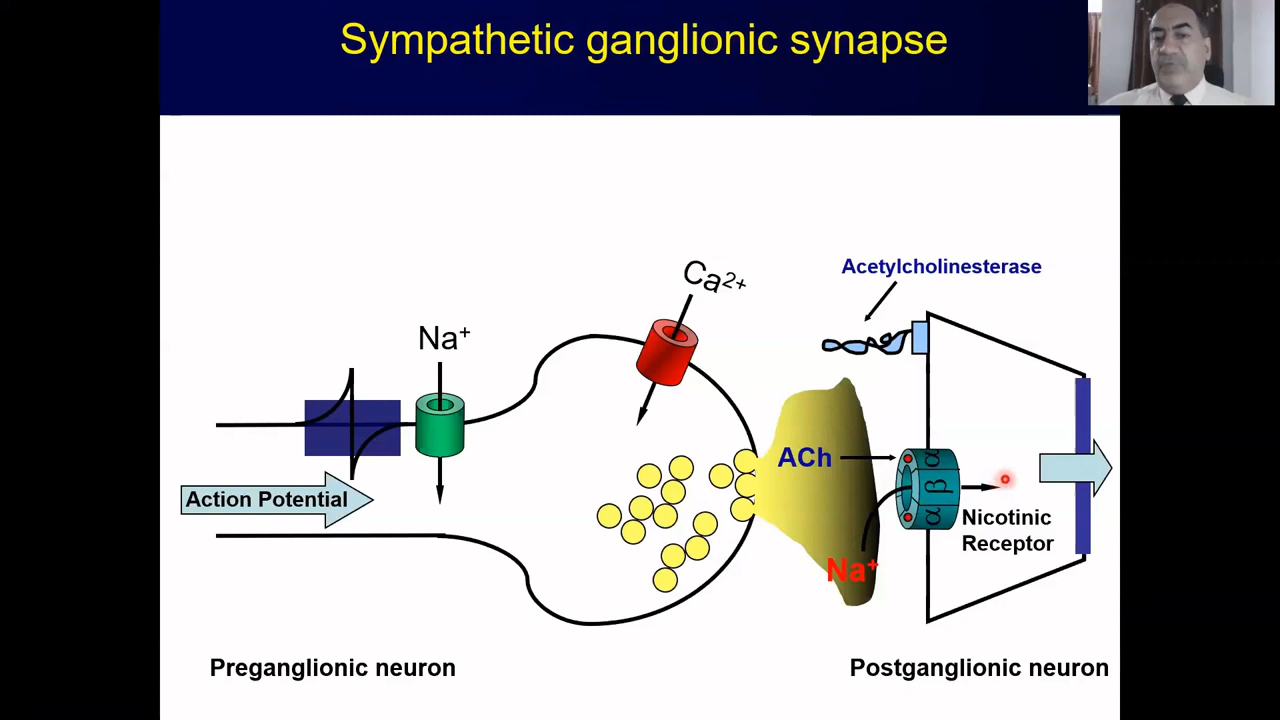 Sympathetic ganglionic synapse
Acetylcholinesterase
Ca²⁺
Na⁺
ACh
α
β
α
Action Potential
Nicotinic
Receptor
Na⁺
Preganglionic neuron
Postganglionic neuron